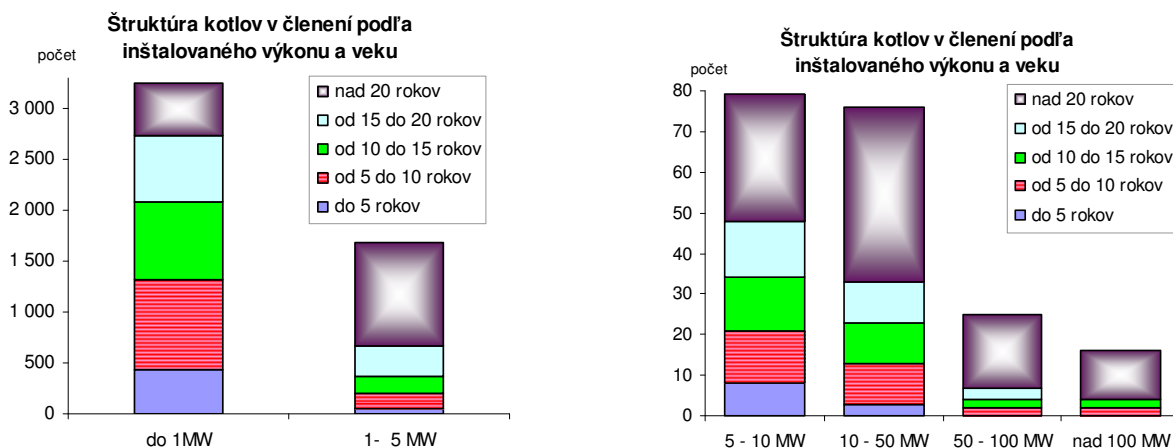 Štruktúra kotlov v členení podľa
inštalovaného výkonu a veku
počet
3 000
2 500
2 000
1 500
1 000
500
0
nad 20 rokov
od 15 do 20 rokov
od 10 do 15 rokov
od 5 do 10 rokov
do 5 rokov
do 1MW
1- 5 MW
Štruktúra kotlov v členení podľa
inštalovaného výkonu a veku
počet
80
70
60
50
40
30
20
10
0
nad 20 rokov
od 15 do 20 rokov
od 10 do 15 rokov
od 5 do 10 rokov
do 5 rokov
5 - 10 MW
10 - 50 MW
50 - 100 MW
nad 100 MW